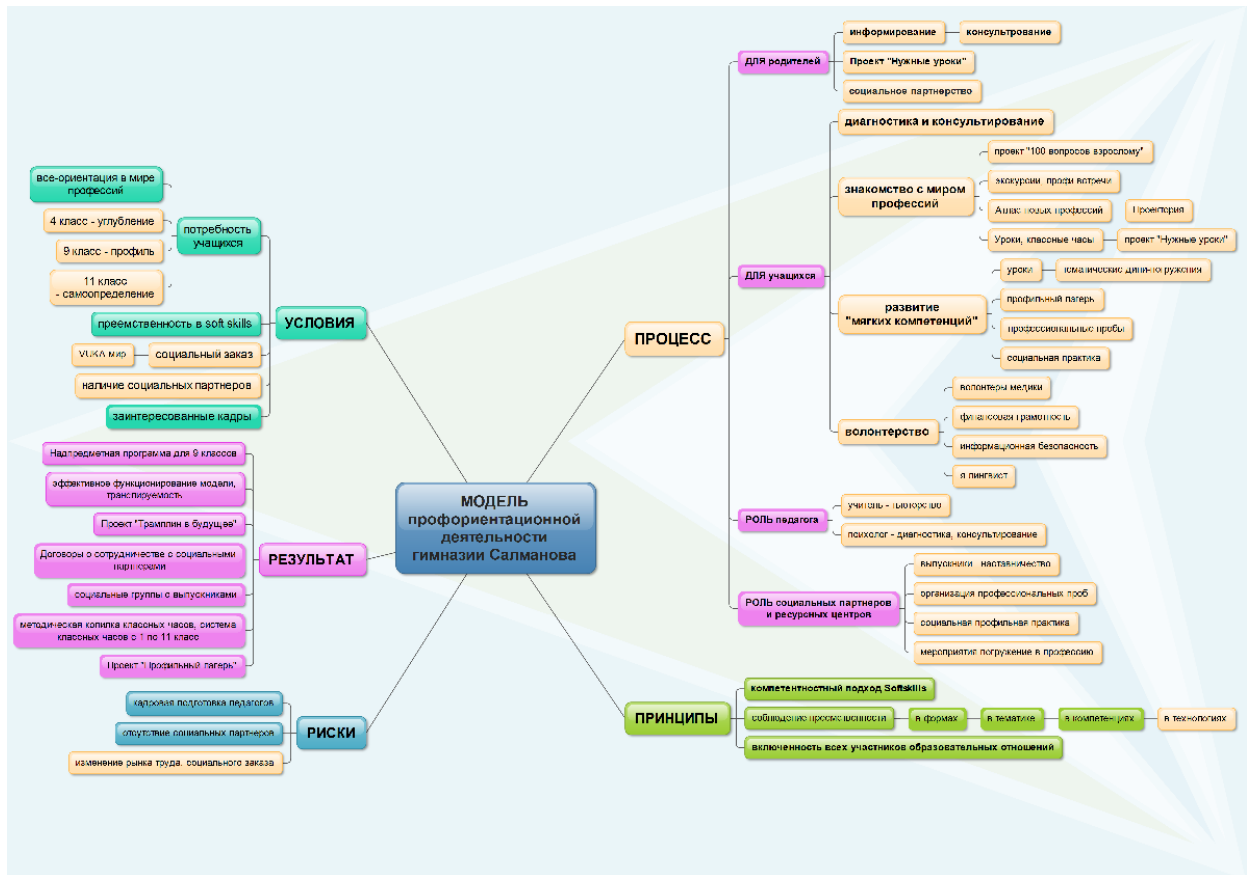 МОДЕЛЬ
профориентационной
деятельности
гимназии Салманова
УСЛОВИЯ
потребность
учащихся
все-ориентация в мире
профессий
4 класс - углубление
9 класс - профиль
11 класс
- самоопределение
преемственность в soft skills
социальный заказ
VUKA мир
наличие социальных партнеров
заинтересованные кадры
РЕЗУЛЬТАТ
Надпредметная программа для 9 классов
эффективное функционирование модели,
Проект "Трамплин в будущее"
Договоры о сотрудничестве с социальными
партнерами
социальные группы с выпускниками
методическая копилка классных часов, система
классных часов с 1 по 11 класс
Проект "Профильный лагерь"
РИСКИ
кадровая подготовка педагогов
отсутствие социальных партнеров
изменение рынка труда, социального заказа
ПРОЦЕСС
ДЛЯ родителей
информирование
консультрование
Проект "Нужные уроки"
социальное партнерство
ДЛЯ учащихся
диагностика и консультирование
знакомство с миром
профессий
проект "100 вопросов взрослому"
экскурсии профи встречи
Атлас новых профессий
Проектория
Уроки, классные часы
проект "Нужные уроки"
развитие
"мягких компетенций"
уроки
тематические
профильный лагерь
профессиональные пробы
социальная практика
волонтерство
волонтеры медики
финансовая грамотность
информационная безопасность
я лингвист
РОЛЬ педагога
учитель - тьюторство
психолог - диагностика, консультирование
РОЛЬ социальных партнеров
и ресурсных центров
выпускники наставничество
организация профессиональных проб
социальная профильная практика
мероприятия погружение в профессию
ПРИНЦИПЫ
компетентностный подход Softskills
соблюдение преемственности
в формах
в тематике
в компетенциях
в технологиях
включенность всех участников образовательных отношений